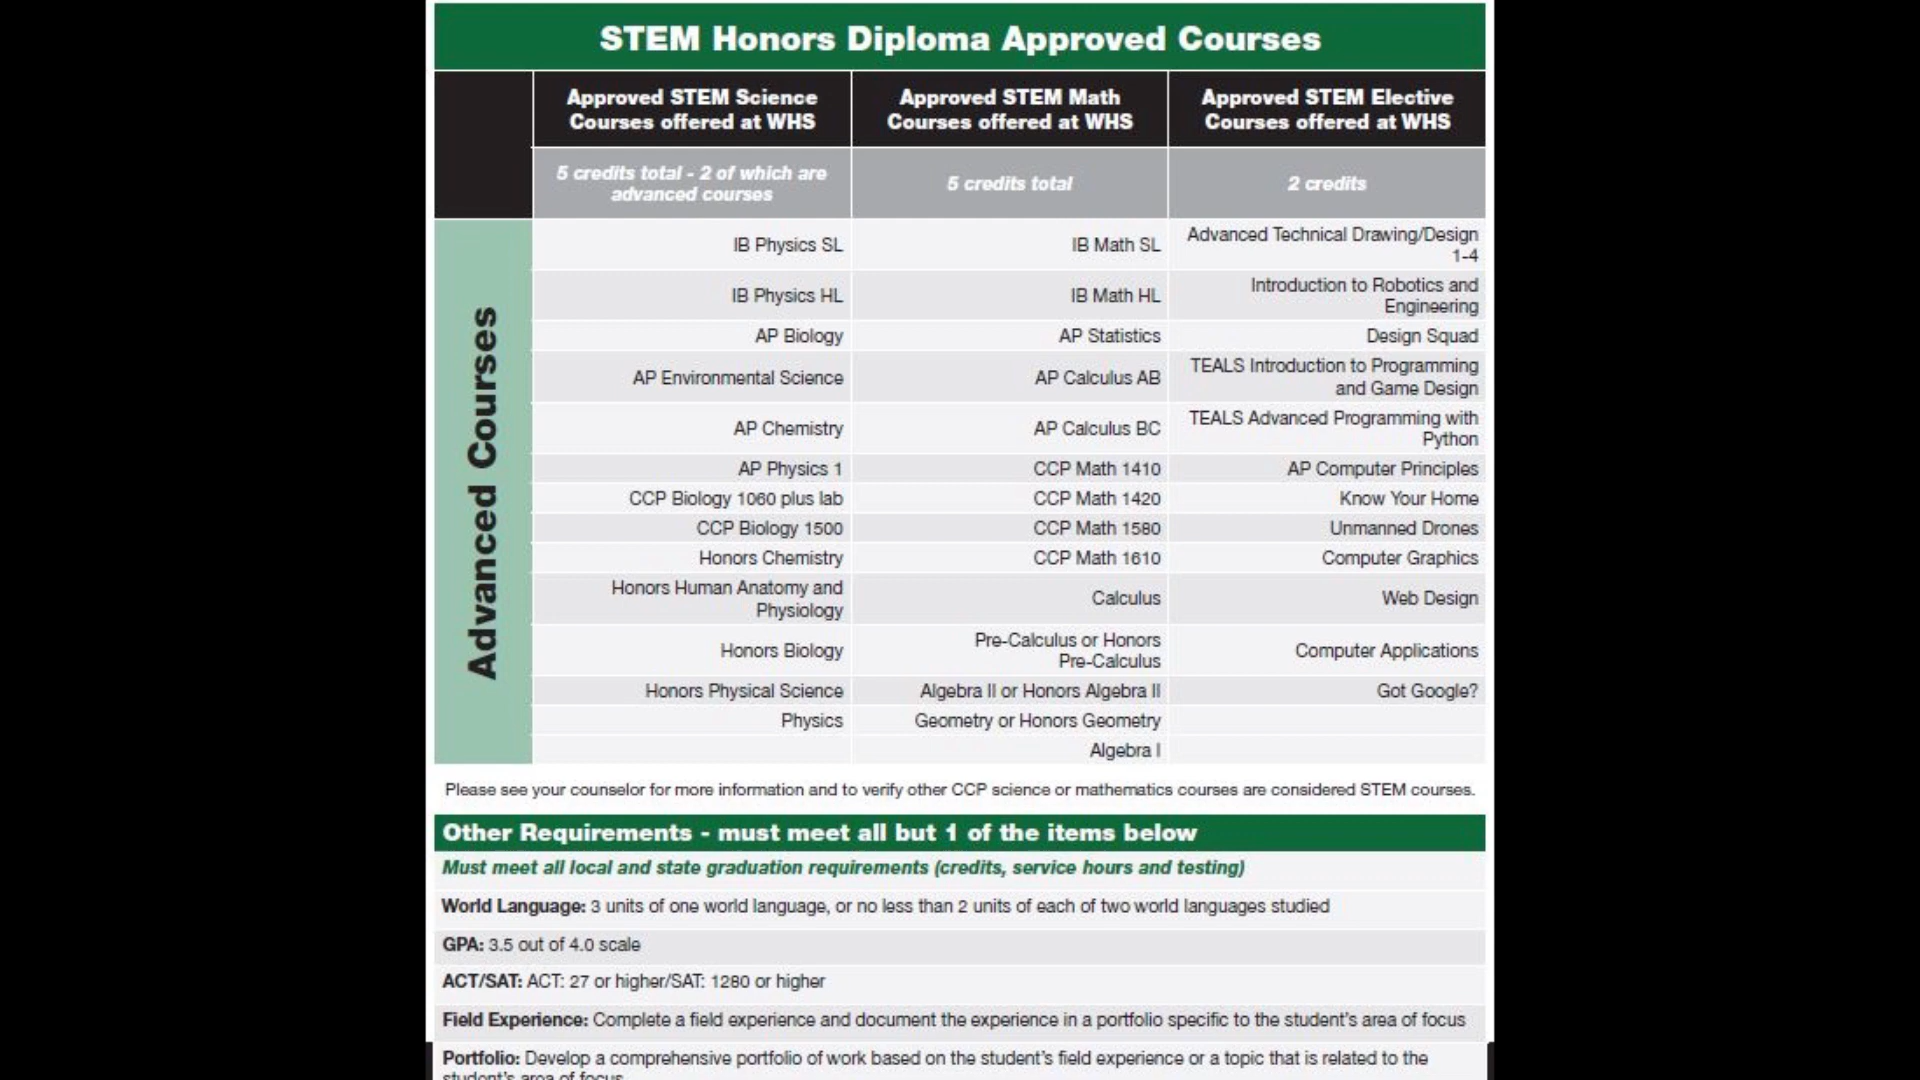 STEM Honors Diploma Approved Courses
Approved STEM Science
Courses offered at WHS
Approved STEM Math
Courses offered at WHS
Approved STEM Elective
Courses offered at WHS
5 credits total - 2 of which are
advanced courses
5 credits total
2 credits
Advanced Courses
IB Physics SL
IB Math SL
Advanced Technical Drawing/Design
1-4
IB Physics HL
IB Math HL
Introduction to Robotics and
Engineering
AP Biology
AP Statistics
Design Squad
AP Environmental Science
AP Calculus AB
TEALS Introduction to Programming
and Game Design
AP Chemistry
AP Calculus BC
TEALS Advanced Programming with
Python
AP Physics 1
CCP Math 1410
AP Computer Principles
CCP Biology 1060 plus lab
CCP Math 1420
Know Your Home
CCP Biology 1500
CCP Math 1580
Unmanned Drones
Honors Chemistry
CCP Math 1610
Computer Graphics
Honors Human Anatomy and
Physiology
Calculus
Web Design
Honors Biology
Pre-Calculus or Honors
Pre-Calculus
Computer Applications
Honors Physical Science
Algebra II or Honors Algebra II
Got Google?
Physics
Geometry or Honors Geometry
Algebra I
Please see your counselor for more information and to verify other CCP science or mathematics courses are considered STEM courses.
Other Requirements - must meet all but 1 of the items below
Must meet all local and state graduation requirements (credits, service hours and testing)
World Language: 3 units of one world language, or no less than 2 units of each of two world languages studied
GPA: 3.5 out of 4.0 scale
ACT/SAT: ACT: 27 or higher/SAT: 1280 or higher
Field Experience: Complete a field experience and document the experience in a portfolio specific to the student's area of focus
Portfolio: Develop a comprehensive portfolio of work based on the student's field experience or a topic that is related to the
student's area of focus